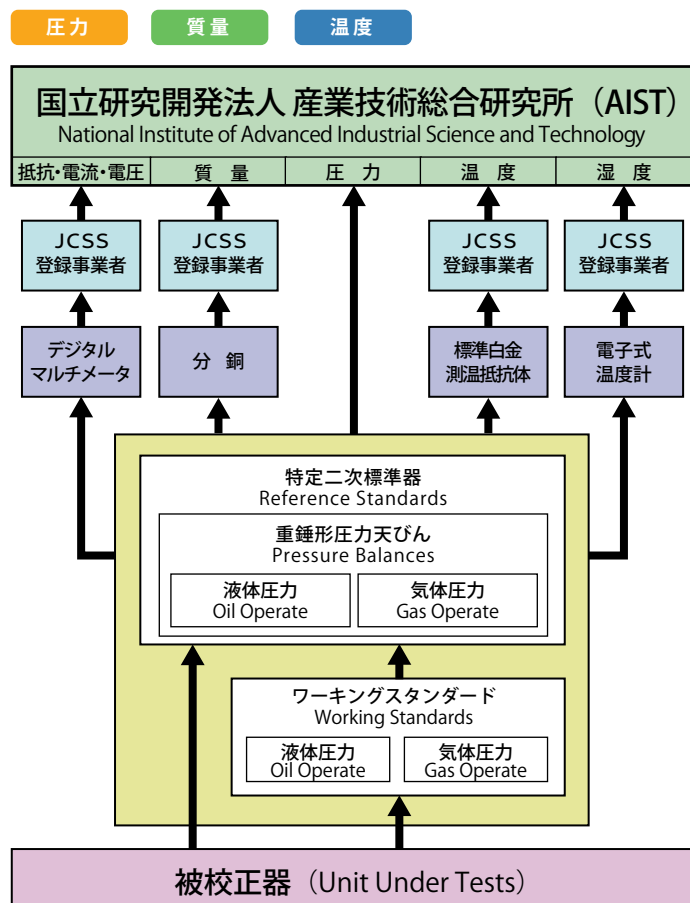 圧力
質量
温度
国立研究開発法人 産業技術総合研究所（AIST）
National Institute of Advanced Industrial Science and Technology
抵抗・電流・電圧
質 量
圧 力
温 度
湿 度
JCSS
登録事業者
JCSS
登録事業者
JCSS
登録事業者
JCSS
登録事業者
デジタル
マルチメータ
分 銅
標準白金
測温抵抗体
電子式
温度計
特定二次標準器
Reference Standards
重錘形圧力天びん
Pressure Balances
液体圧力
Oil Operate
気体圧力
Gas Operate
ワーキングスタンダード
Working Standards
液体圧力
Oil Operate
気体圧力
Gas Operate
被校正器（Unit Under Tests）